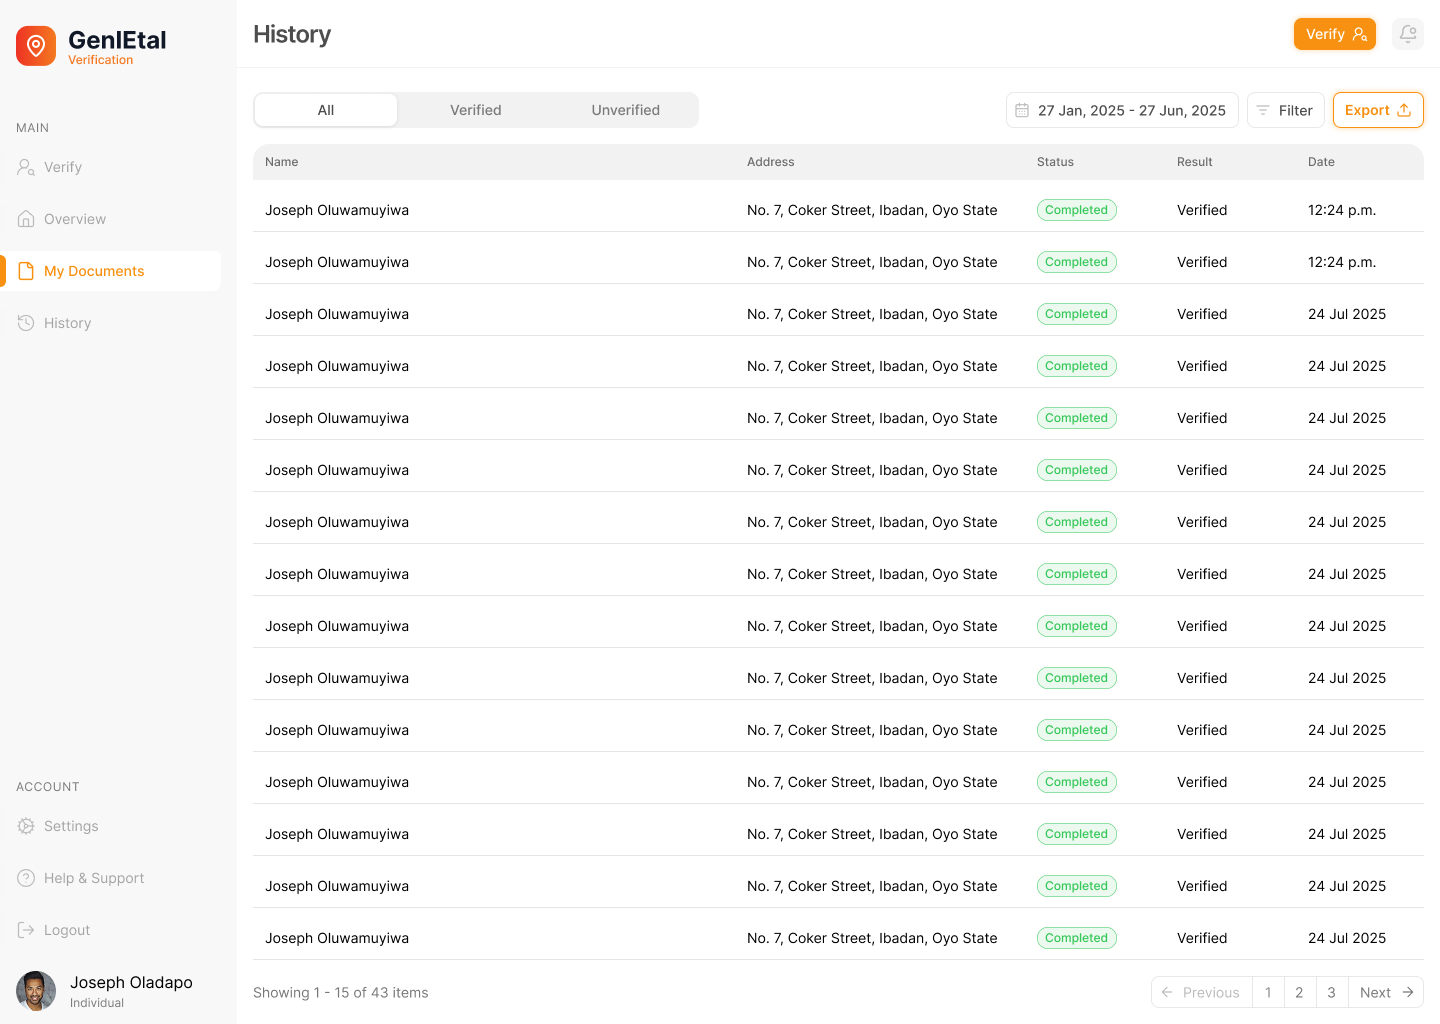 GenIEtal
Verification
MAIN
Verify
Overview
My Documents
History
ACCOUNT
Settings
Help & Support
Logout
Joseph Oladapo
Individual
History
Verify
All Verified Unverified
27 Jan, 2025 - 27 Jun, 2025 Filter Export
Name Address Status Result Date
Joseph Oluwamuyiwa No. 7, Coker Street, Ibadan, Oyo State Completed Verified 12:24 p.m.
Joseph Oluwamuyiwa No. 7, Coker Street, Ibadan, Oyo State Completed Verified 12:24 p.m.
Joseph Oluwamuyiwa No. 7, Coker Street, Ibadan, Oyo State Completed Verified 24 Jul 2025
Joseph Oluwamuyiwa No. 7, Coker Street, Ibadan, Oyo State Completed Verified 24 Jul 2025
Joseph Oluwamuyiwa No. 7, Coker Street, Ibadan, Oyo State Completed Verified 24 Jul 2025
Joseph Oluwamuyiwa No. 7, Coker Street, Ibadan, Oyo State Completed Verified 24 Jul 2025
Joseph Oluwamuyiwa No. 7, Coker Street, Ibadan, Oyo State Completed Verified 24 Jul 2025
Joseph Oluwamuyiwa No. 7, Coker Street, Ibadan, Oyo State Completed Verified 24 Jul 2025
Joseph Oluwamuyiwa No. 7, Coker Street, Ibadan, Oyo State Completed Verified 24 Jul 2025
Joseph Oluwamuyiwa No. 7, Coker Street, Ibadan, Oyo State Completed Verified 24 Jul 2025
Joseph Oluwamuyiwa No. 7, Coker Street, Ibadan, Oyo State Completed Verified 24 Jul 2025
Joseph Oluwamuyiwa No. 7, Coker Street, Ibadan, Oyo State Completed Verified 24 Jul 2025
Joseph Oluwamuyiwa No. 7, Coker Street, Ibadan, Oyo State Completed Verified 24 Jul 2025
Joseph Oluwamuyiwa No. 7, Coker Street, Ibadan, Oyo State Completed Verified 24 Jul 2025
Joseph Oluwamuyiwa No. 7, Coker Street, Ibadan, Oyo State Completed Verified 24 Jul 2025
Showing 1 - 15 of 43 items
Previous 1 2 3 Next